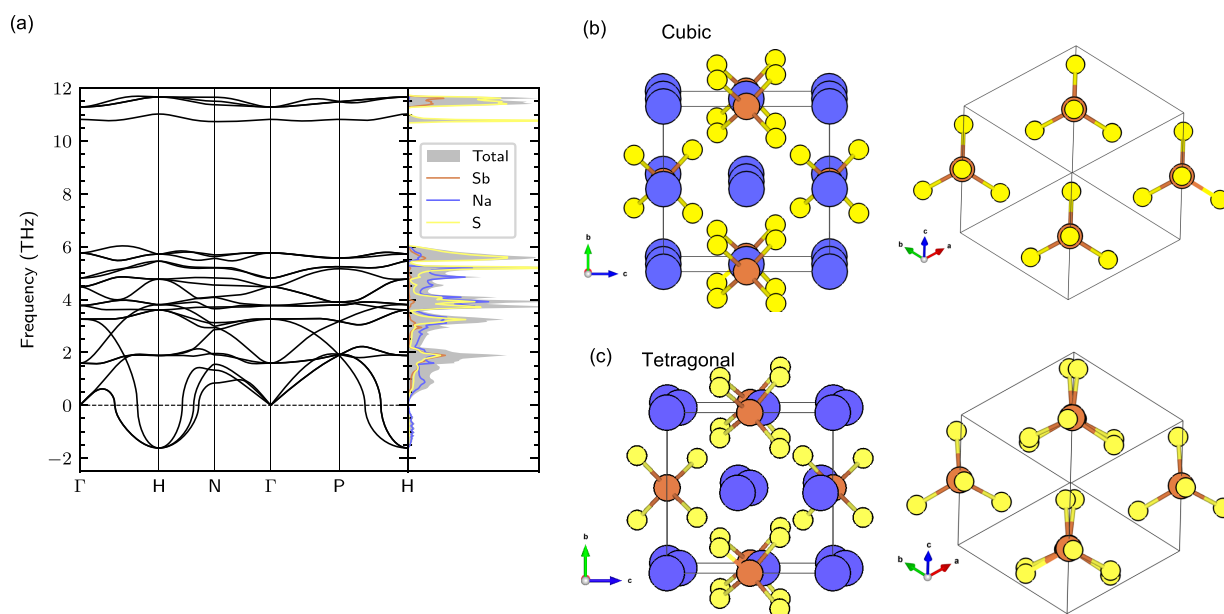 (a)
12
10
8
6
4
2
0
−2
Frequency (THz)
Γ
H
N
Γ
P
H
Total
Sb
Na
S
(b)
Cubic
b
c
b
c
a
(c)
Tetragonal
b
c
b
c
a